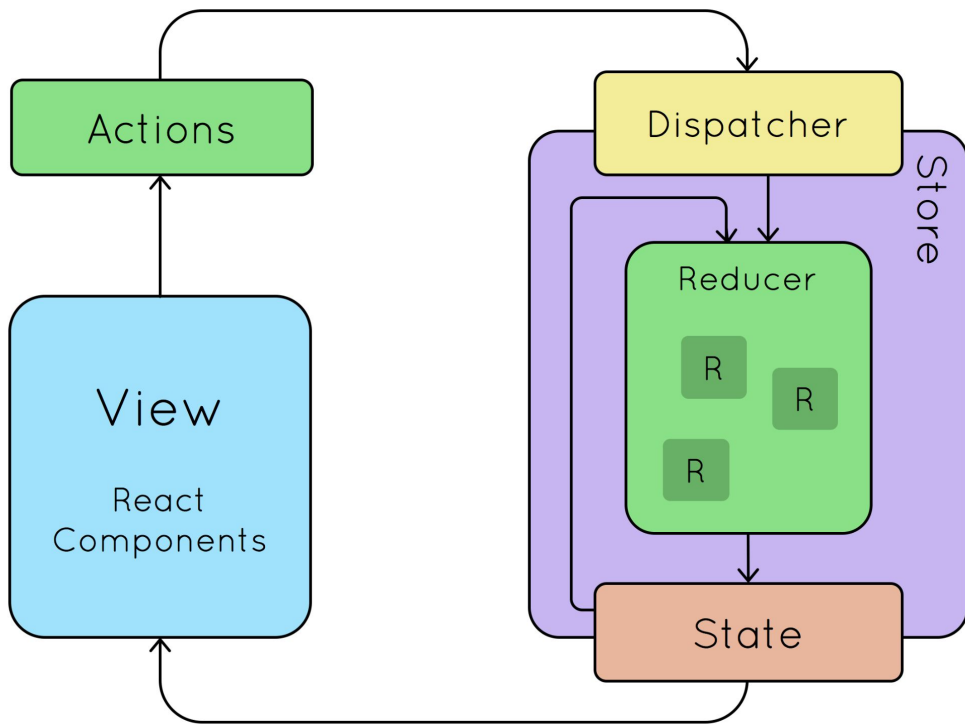 Actions
Dispatcher
Store
Reducer
R
R
R
View
React
Components
State